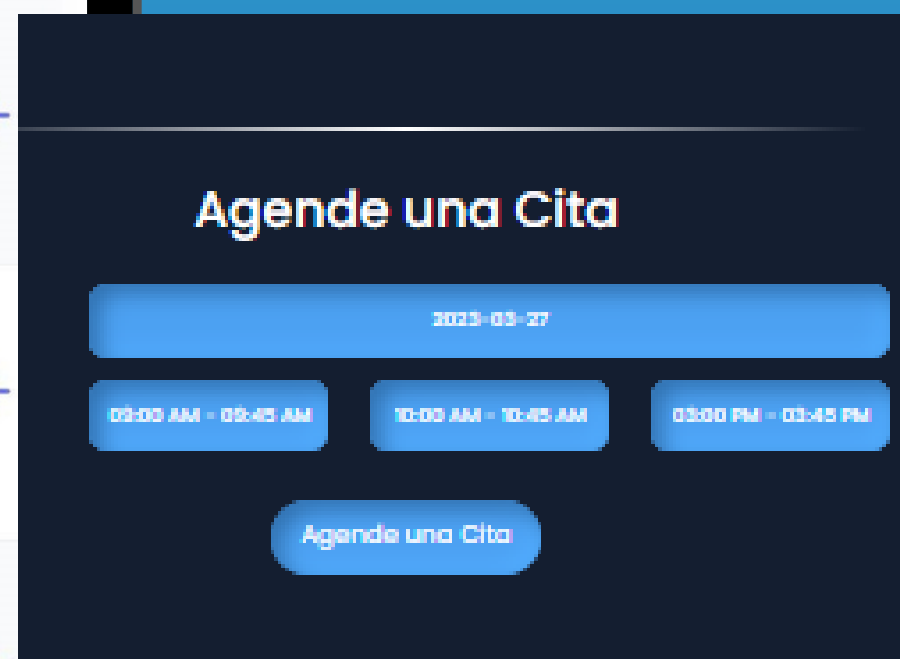 Agende una Cita
2023-03-27
09:00 AM - 09:45 AM
10:00 AM - 10:45 AM
03:00 PM - 03:45 PM
Agende una Cita